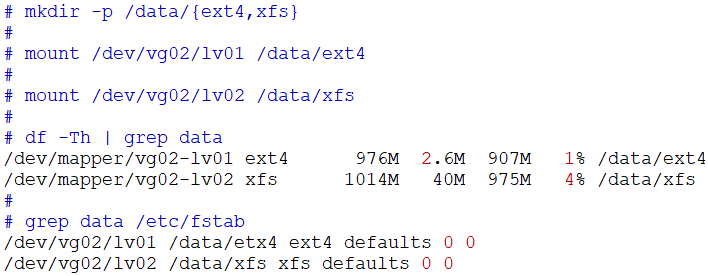 # mkdir -p /data/{ext4,xfs}
#
# mount /dev/vg02/lv01 /data/ext4
#
# mount /dev/vg02/lv02 /data/xfs
#
# df -Th | grep data
/dev/mapper/vg02-lv01 ext4      976M  2.6M  907M   1% /data/ext4
/dev/mapper/vg02-lv02 xfs      1014M   40M  975M   4% /data/xfs
#
# grep data /etc/fstab
/dev/vg02/lv01 /data/etx4 ext4 defaults 0 0
/dev/vg02/lv02 /data/xfs xfs defaults 0 0